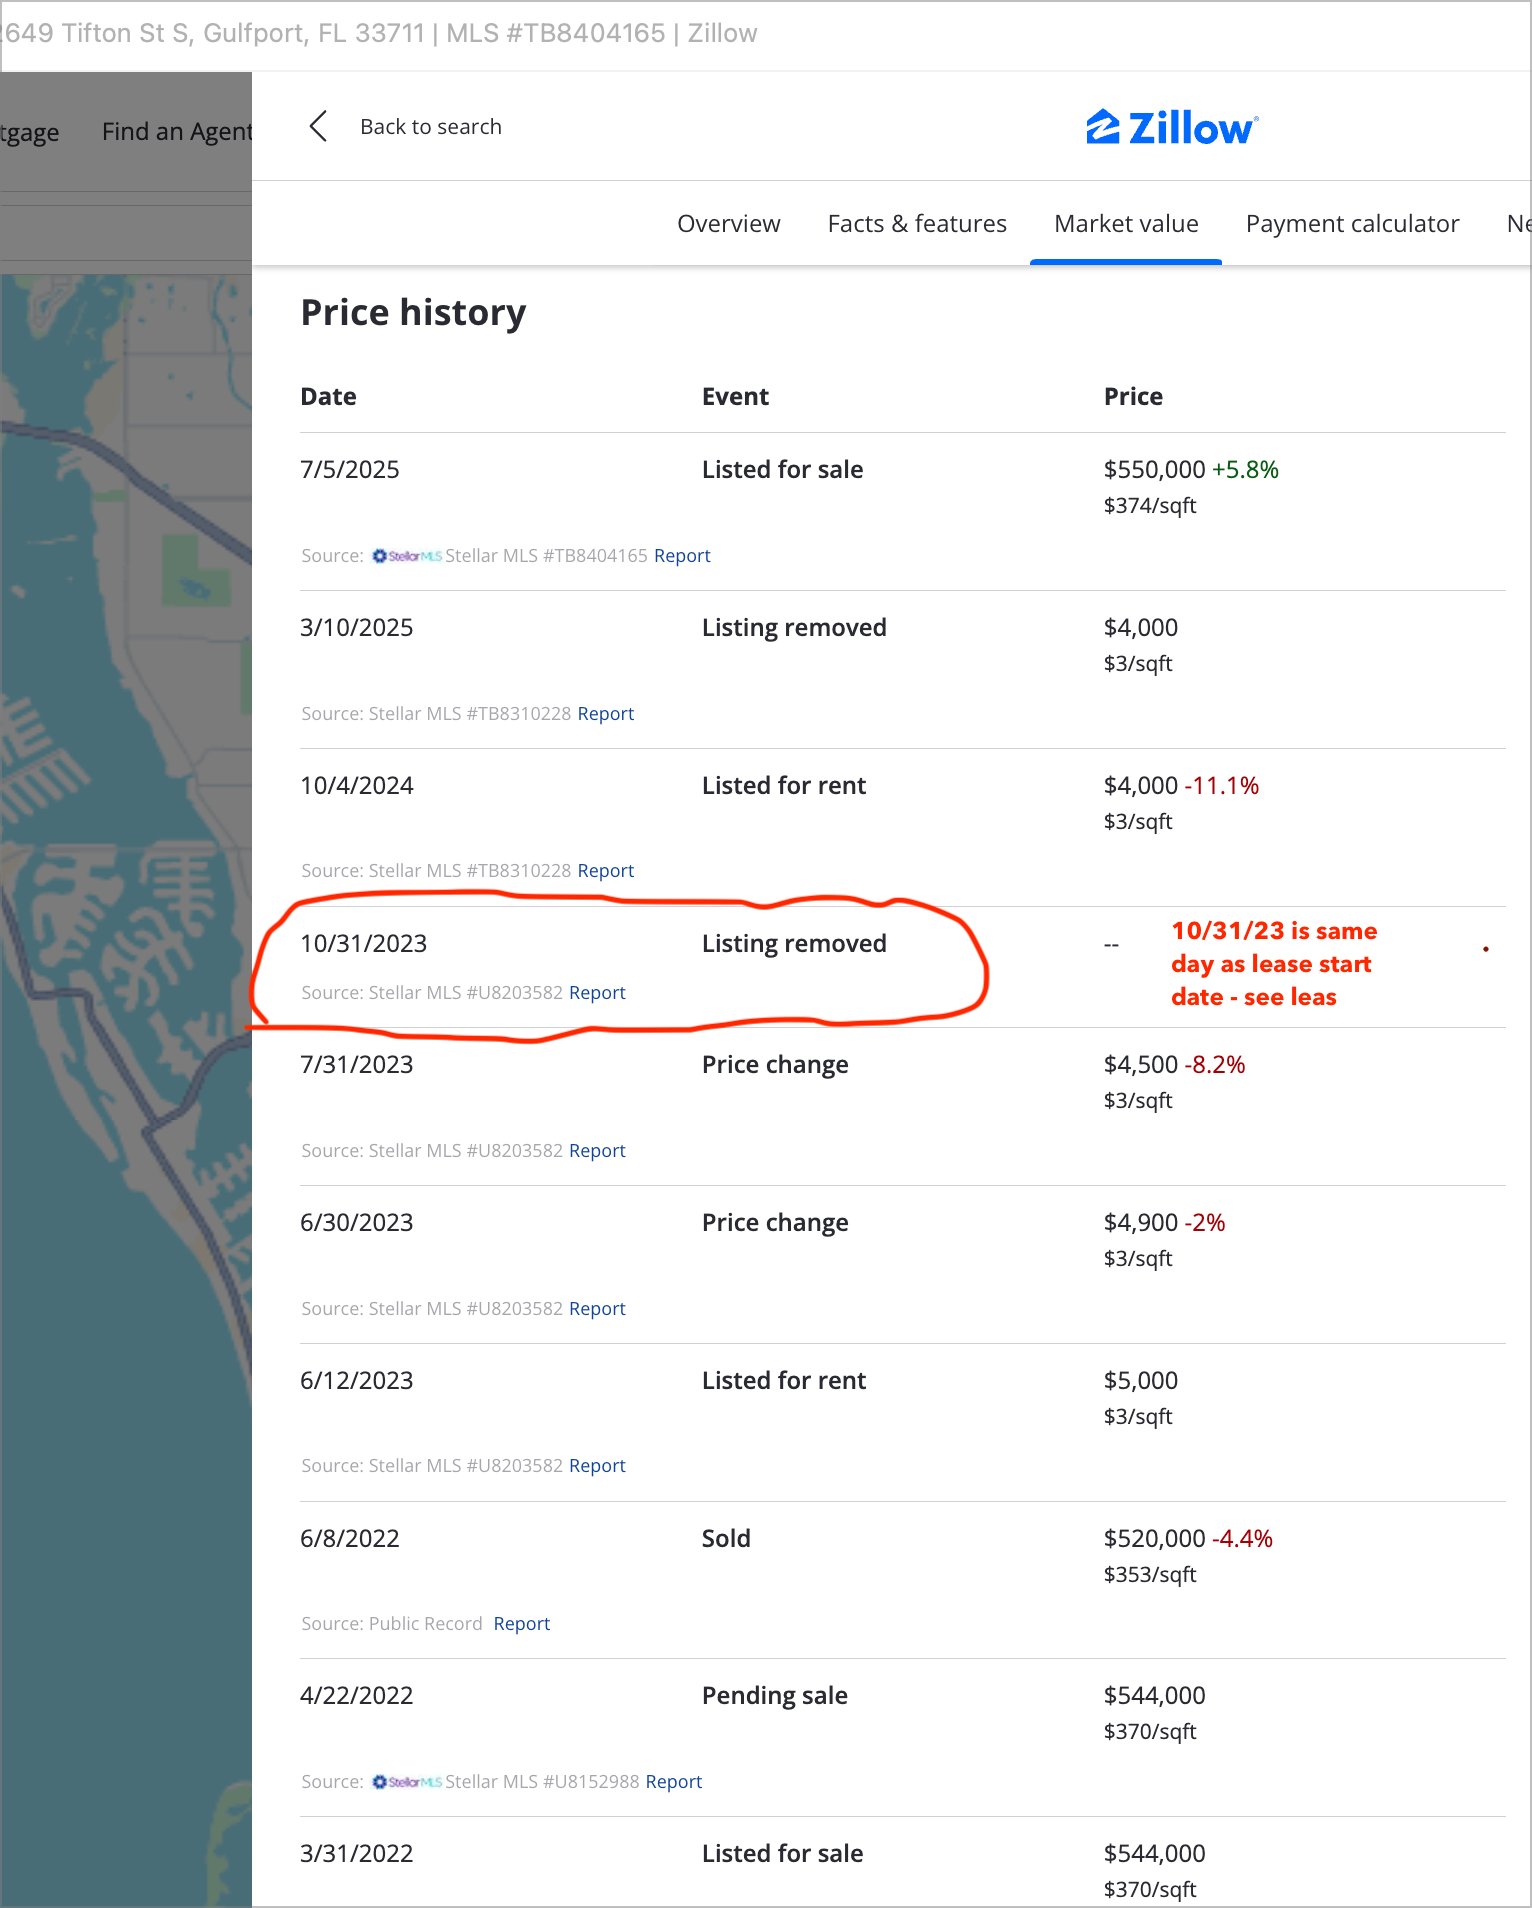 2649 Tifton St S, Gulfport, FL 33711 | MLS #TB8404165 | Zillow
tgage Find an Agent
Back to search
Zillow
Overview Facts & features Market value Payment calculator Ne
Price history
Date Event Price
7/5/2025 Listed for sale $550,000 +5.8%
$374/sqft
Source: StellarMLS Stellar MLS #TB8404165 Report
3/10/2025 Listing removed $4,000
$3/sqft
Source: Stellar MLS #TB8310228 Report
10/4/2024 Listed for rent $4,000 -11.1%
$3/sqft
Source: Stellar MLS #TB8310228 Report
10/31/2023 Listing removed --
Source: Stellar MLS #U8203582 Report
10/31/23 is same
day as lease start
date - see leas
7/31/2023 Price change $4,500 -8.2%
$3/sqft
Source: Stellar MLS #U8203582 Report
6/30/2023 Price change $4,900 -2%
$3/sqft
Source: Stellar MLS #U8203582 Report
6/12/2023 Listed for rent $5,000
$3/sqft
Source: Stellar MLS #U8203582 Report
6/8/2022 Sold $520,000 -4.4%
$353/sqft
Source: Public Record Report
4/22/2022 Pending sale $544,000
$370/sqft
Source: StellarMLS Stellar MLS #U8152988 Report
3/31/2022 Listed for sale $544,000
$370/sqft